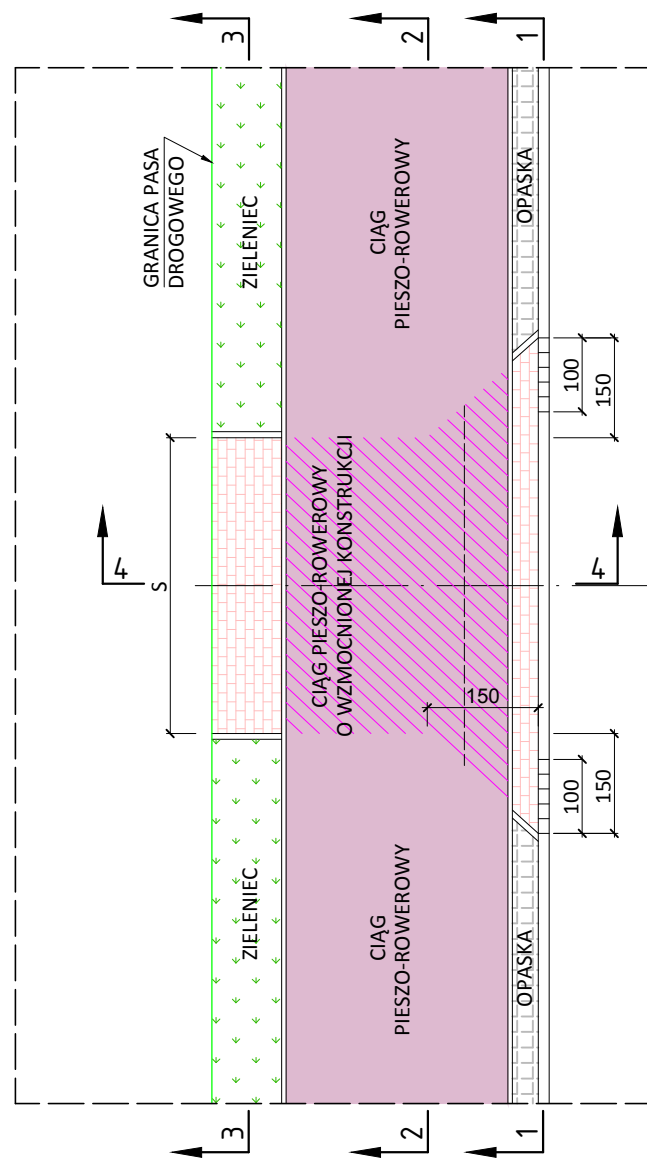 3
2
1
GRANICA PASA
DROGOWEGO
ZIELENIEC
CIĄG
PIESZO-ROWEROWY
OPASKA
100
150
4
S
CIĄG PIESZO-ROWEROWY
O WZMOCNIONEJ KONSTRUKCJI
4
150
100
150
ZIELENIEC
CIĄG
PIESZO-ROWEROWY
OPASKA
3
2
1